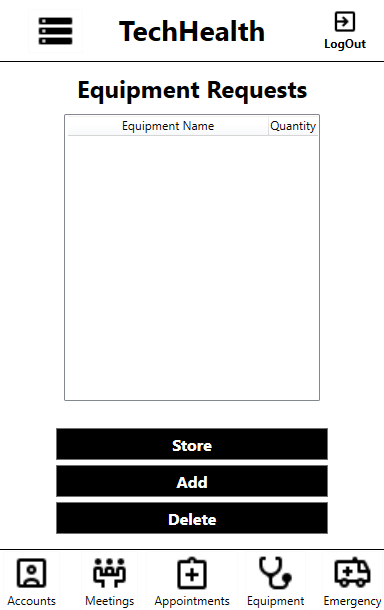 TechHealth
LogOut
Equipment Requests
Equipment Name Quantity
Store
Add
Delete
Accounts Meetings Appointments Equipment Emergency